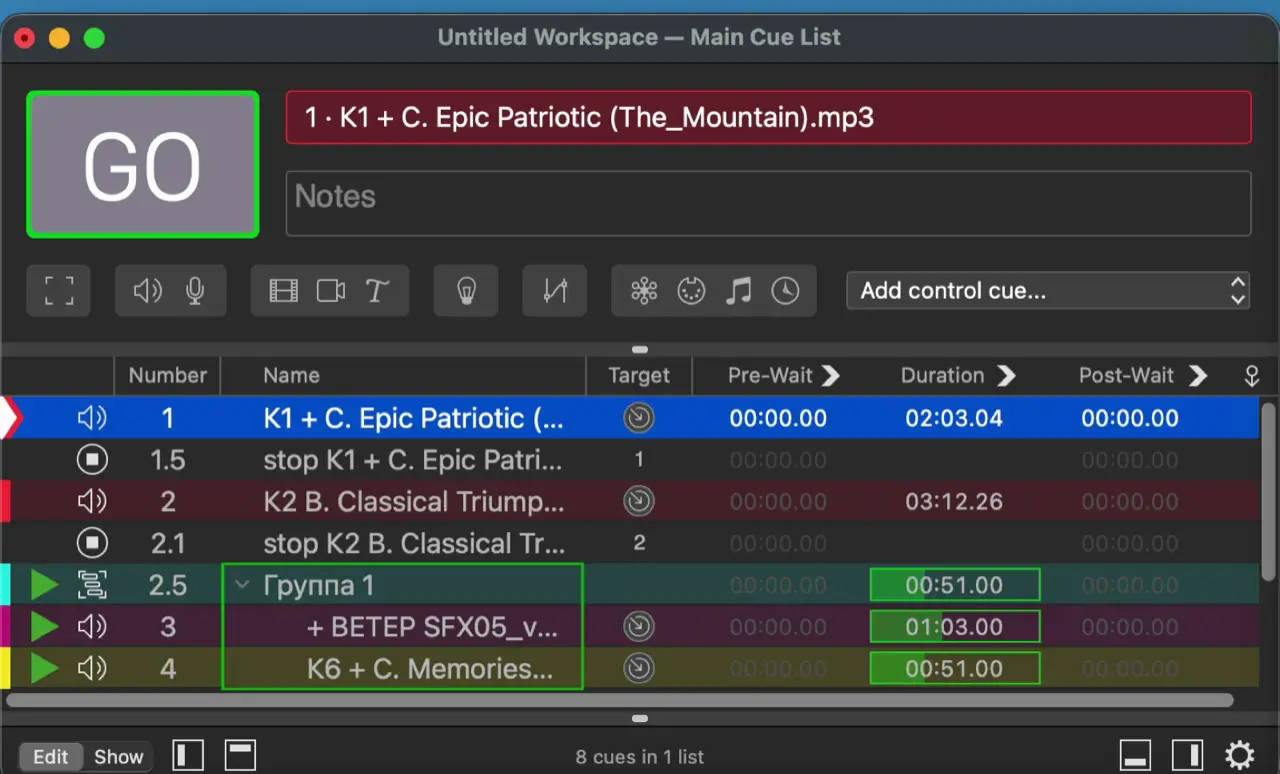 Untitled Workspace — Main Cue List
GO
1 · K1 + C. Epic Patriotic (The_Mountain).mp3
Notes
Add control cue...
Number Name Target Pre-Wait Duration Post-Wait
1 K1 + C. Epic Patriotic (... 00:00.00 02:03.04 00:00.00
1.5 stop K1 + C. Epic Patri... 1 00:00.00 00:00.00
2 K2 B. Classical Triump... 00:00.00 03:12.26 00:00.00
2.1 stop K2 B. Classical Tr... 2 00:00.00 00:00.00
2.5 Группа 1 00:00.00 00:51.00 00:00.00
3 + ВЕТЕР SFX05_v... 00:00.00 01:03.00 00:00.00
4 K6 + C. Memories... 00:00.00 00:51.00 00:00.00
Edit Show 8 cues in 1 list